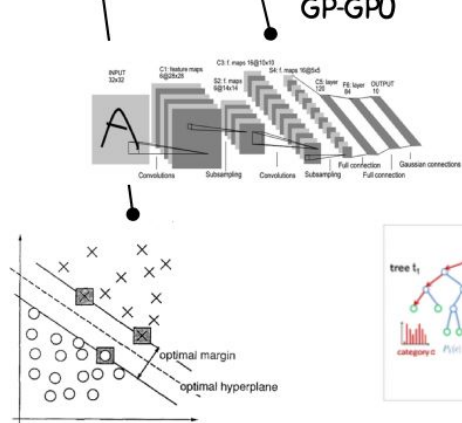 GP-GPU
C3: f. maps 16@10x10
INPUT
32x32
C1: feature maps
6@28x28
S4: f. maps 16@5x5
S2: f. maps
6@14x14
C5: layer
120
F6: layer
84
OUTPUT
10
A
Convolutions
Subsampling
Convolutions
Subsampling
Full connection
Full connection
Gaussian connections
optimal margin
optimal hyperplane
tree t₁
category c